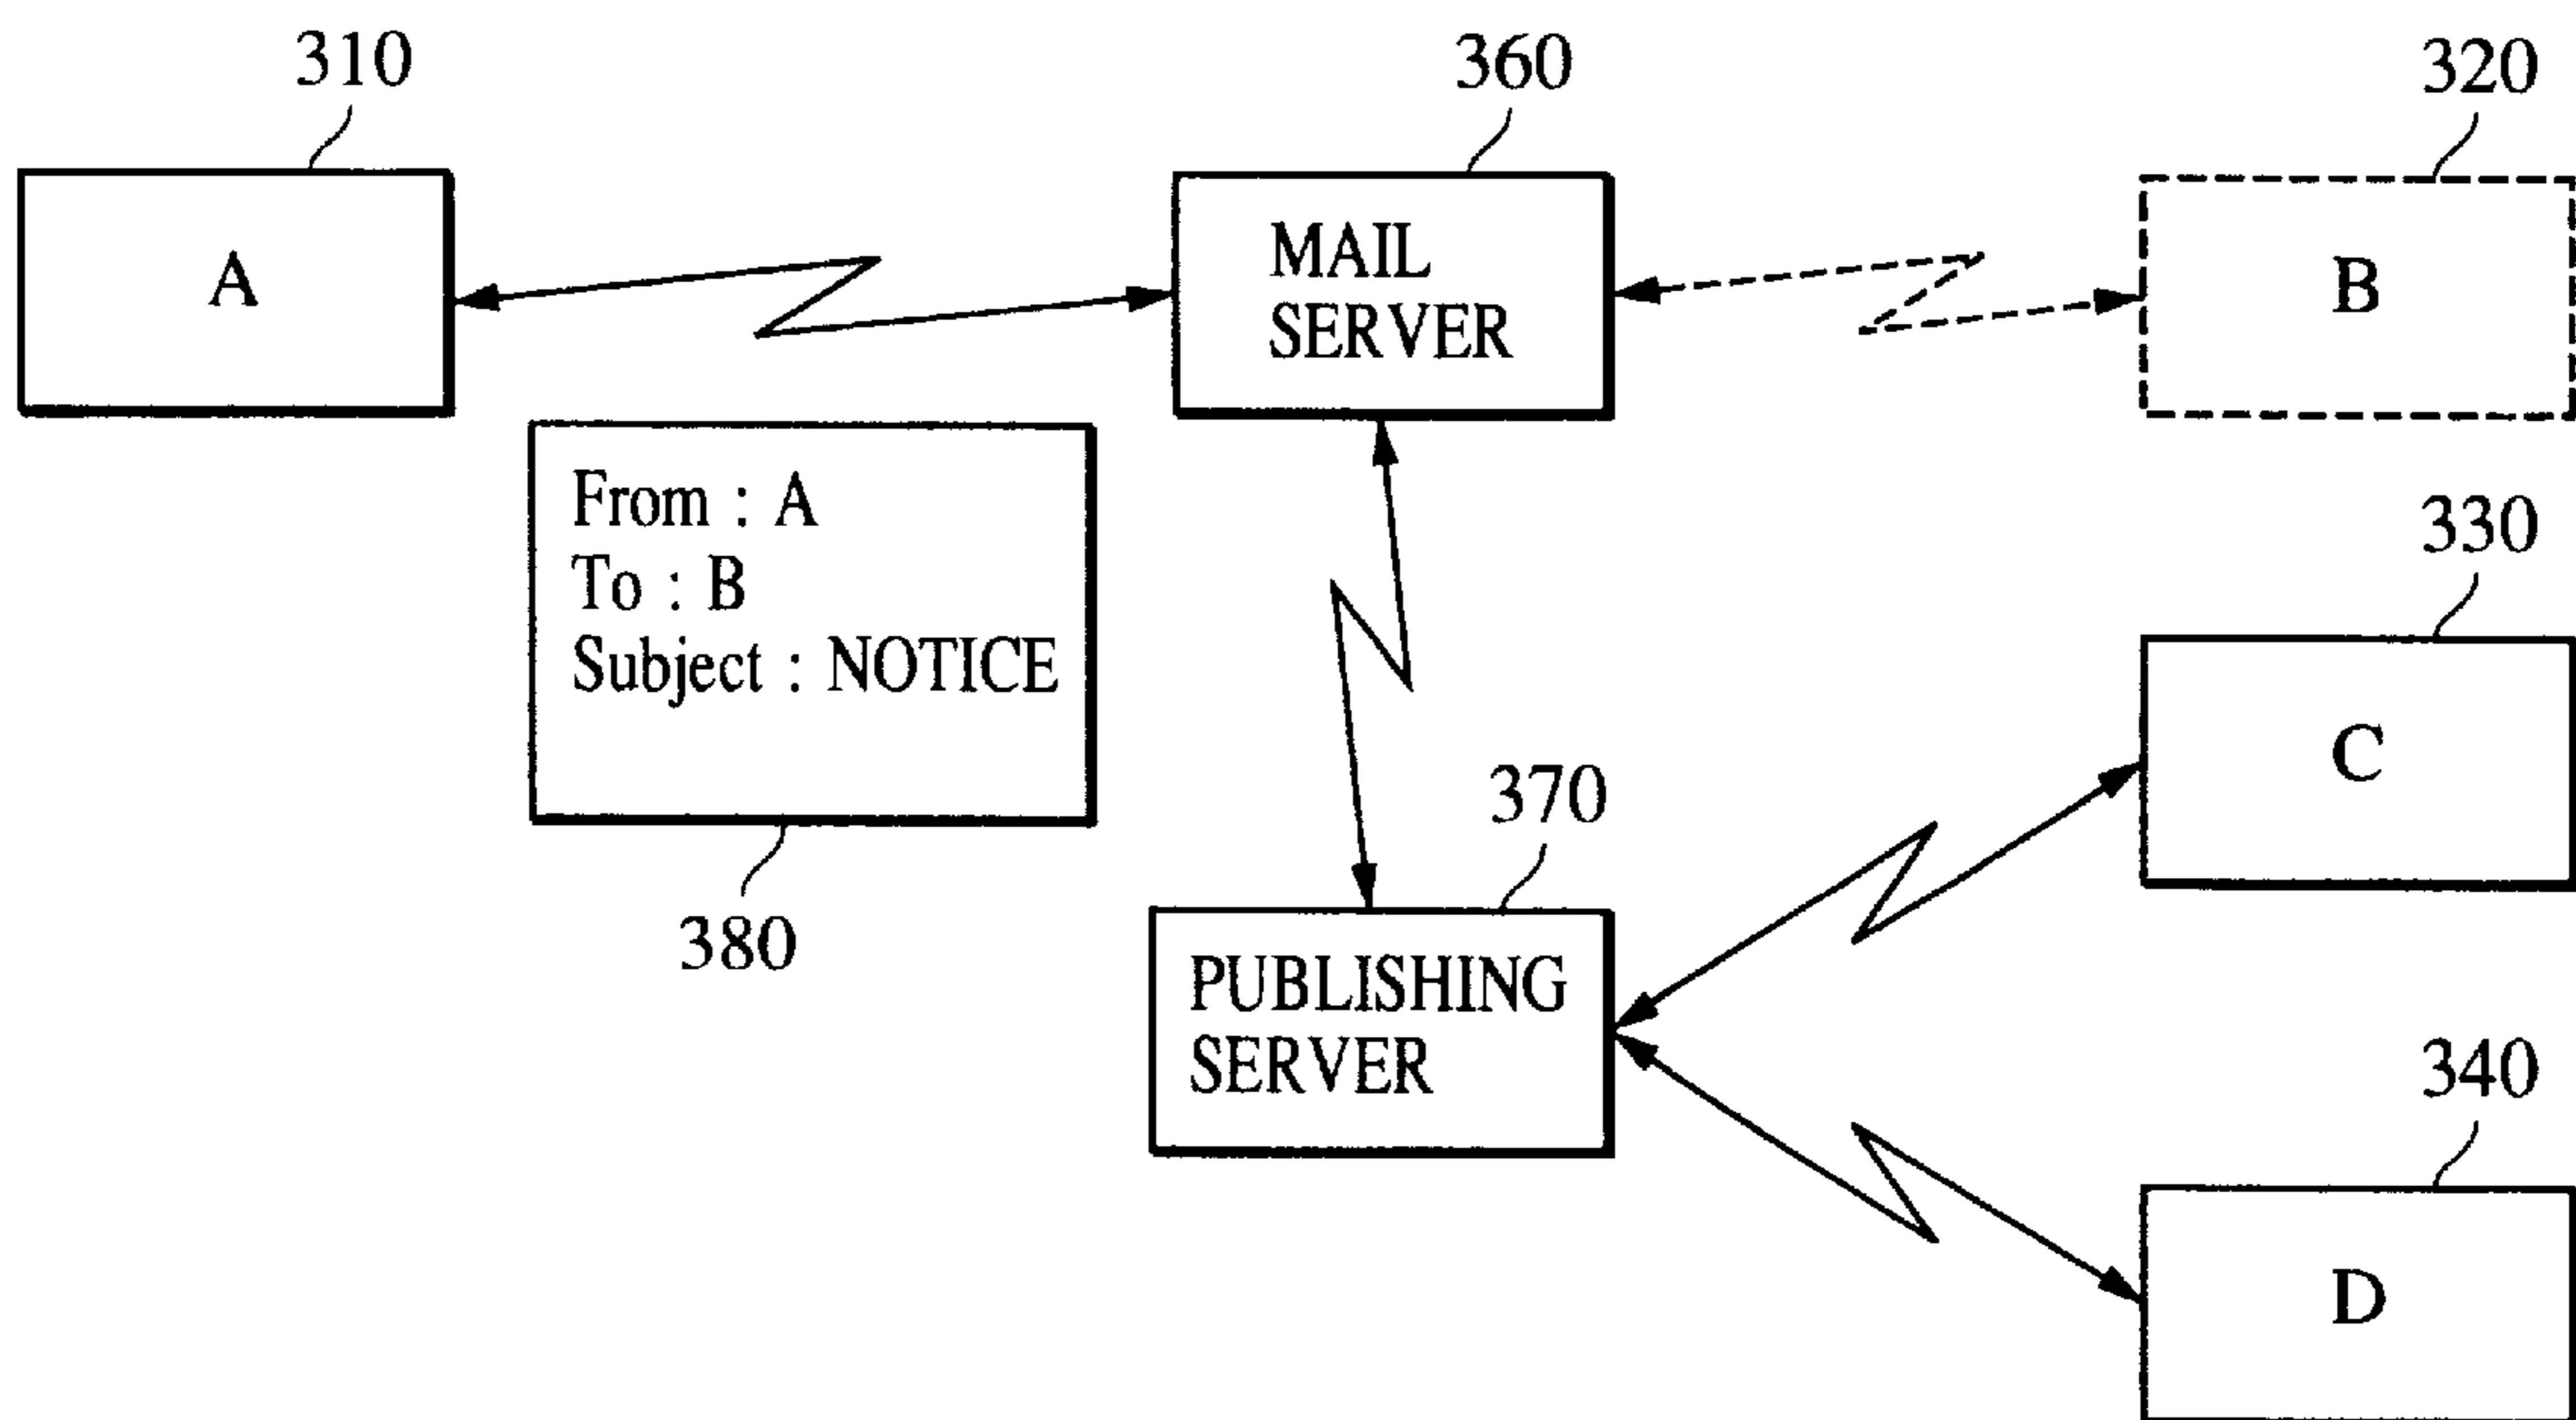 310
360
320
A
MAIL
SERVER
B
From : A
To : B
Subject : NOTICE
380
330
C
370
PUBLISHING
SERVER
340
D